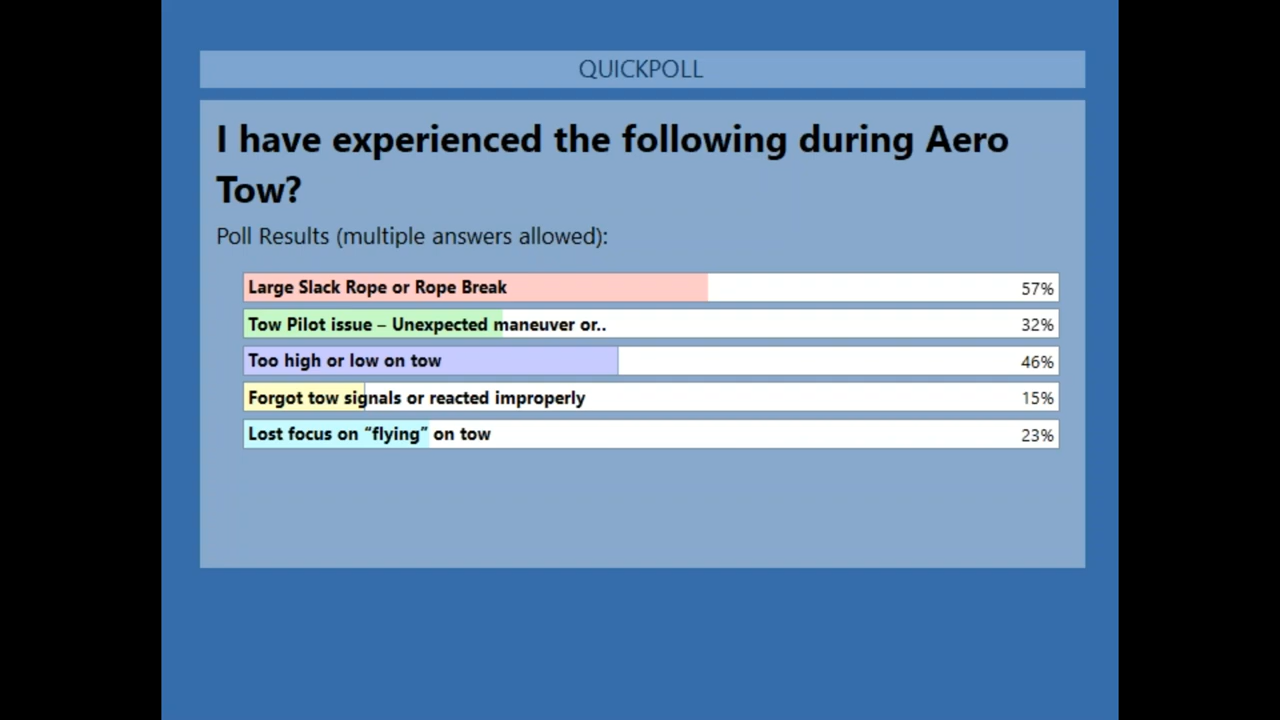 QUICKPOLL
I have experienced the following during Aero
Tow?
Poll Results (multiple answers allowed):
Large Slack Rope or Rope Break 57%
Tow Pilot issue – Unexpected maneuver or.. 32%
Too high or low on tow 46%
Forgot tow signals or reacted improperly 15%
Lost focus on “flying” on tow 23%